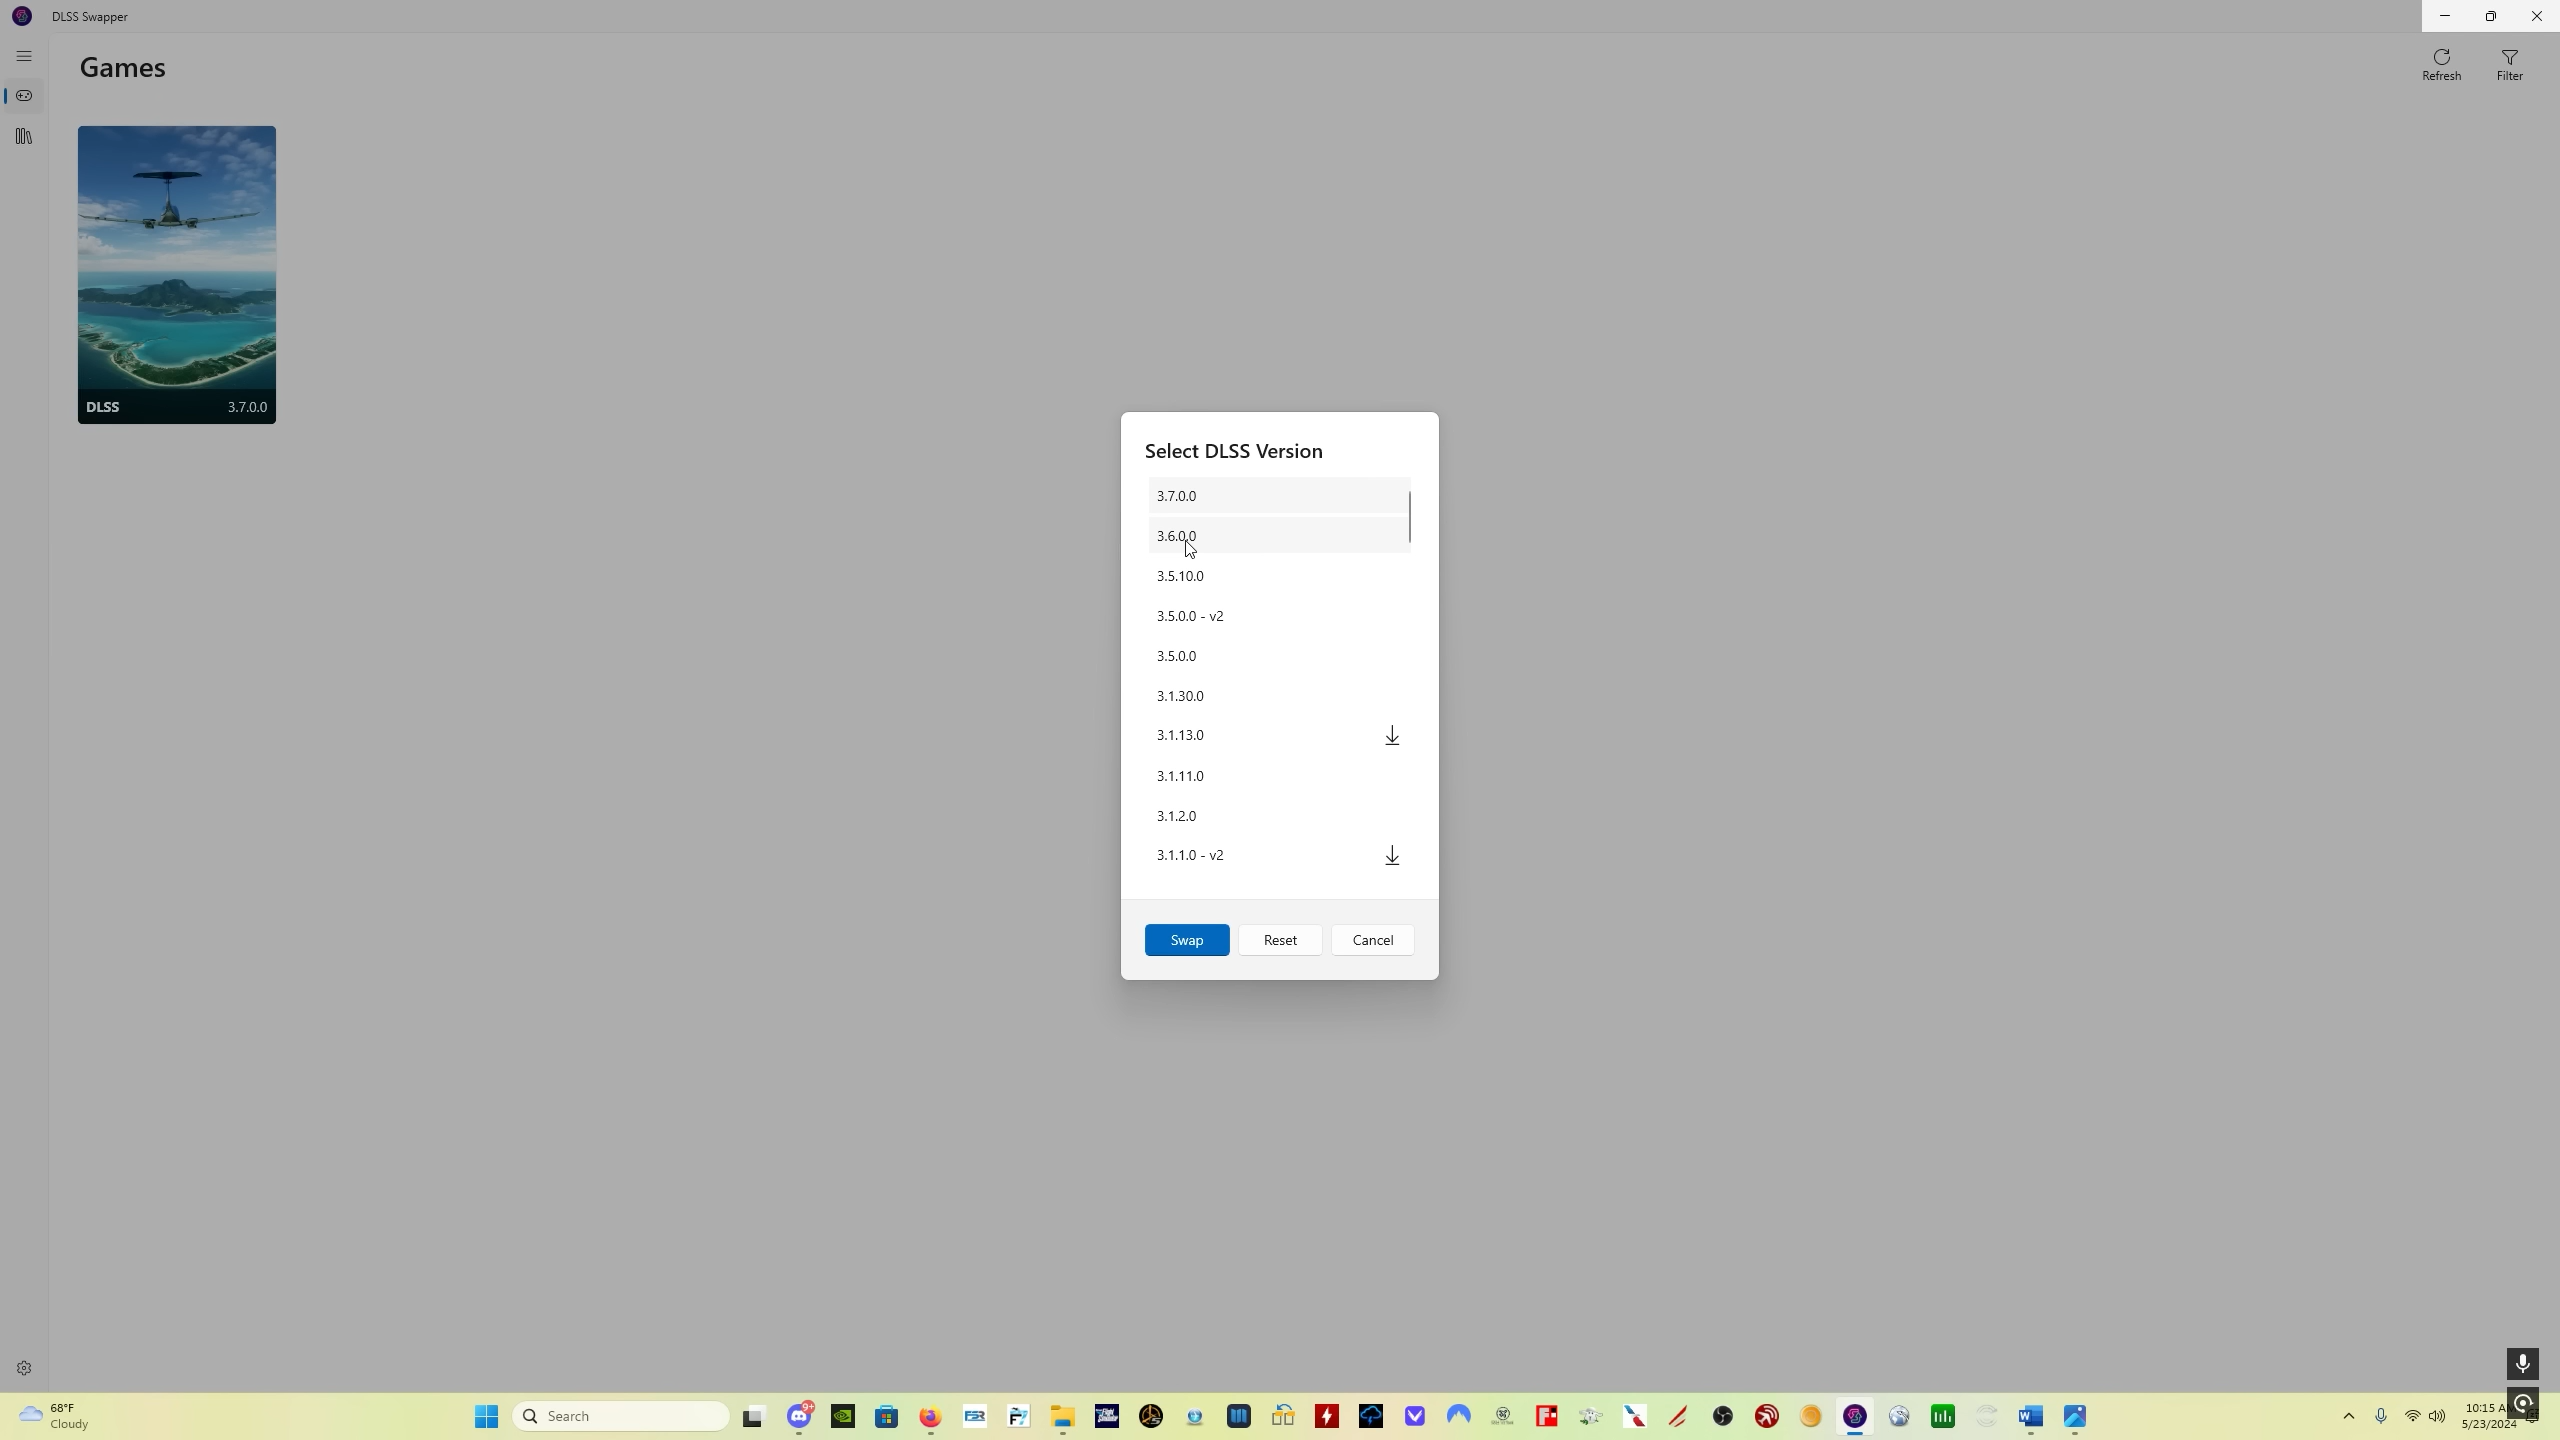 DLSS Swapper
Games
Refresh
Filter
DLSS 3.7.0.0
Select DLSS Version
3.7.0.0
3.6.0.0
3.5.10.0
3.5.0.0 - v2
3.5.0.0
3.1.30.0
3.1.13.0
3.1.11.0
3.1.2.0
3.1.1.0 - v2
Swap
Reset
Cancel
68°F
Cloudy
Search
9+
FSR
10:15 AM
5/23/2024